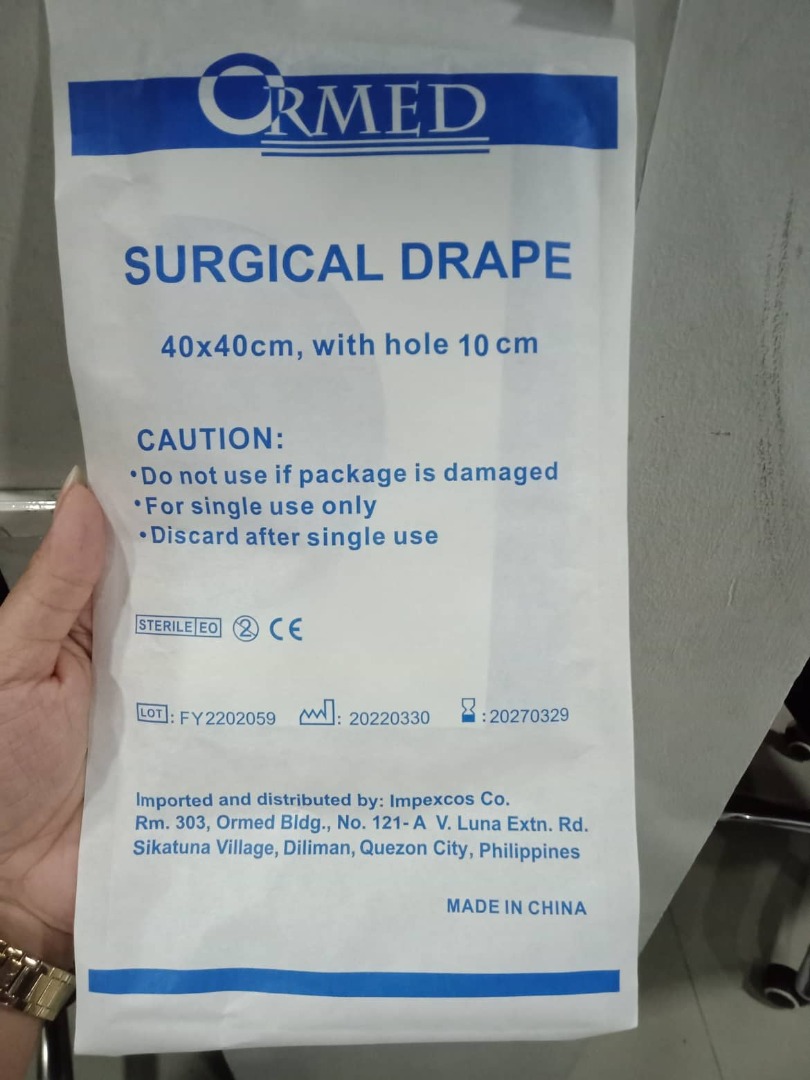 ORMED
SURGICAL DRAPE
40x40cm, with hole 10 cm
CAUTION:
•Do not use if package is damaged
•For single use only
•Discard after single use
STERILE EO 2 CE
LOT: FY2202059 : 20220330 : 20270329
Imported and distributed by: Impexcos Co.
Rm. 303, Ormed Bldg., No. 121-A V. Luna Extn. Rd.
Sikatuna Village, Diliman, Quezon City, Philippines
MADE IN CHINA